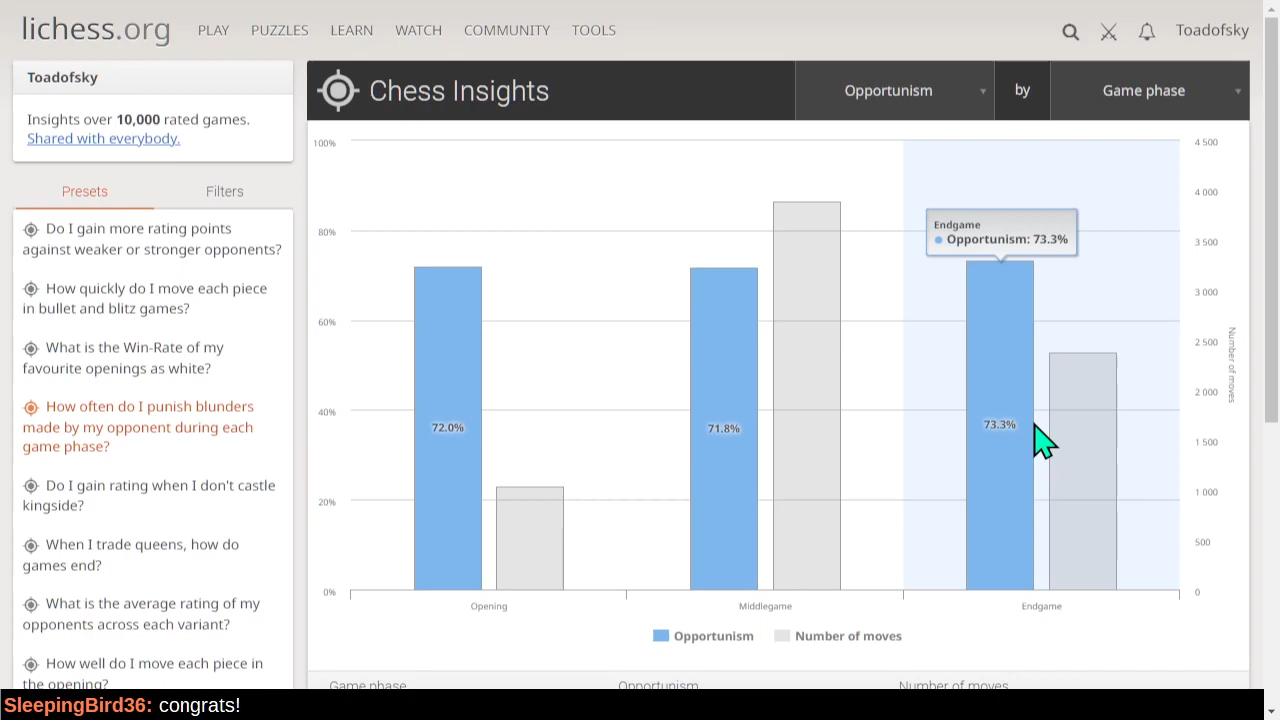 lichess.org PLAY PUZZLES LEARN WATCH COMMUNITY TOOLS Toadofsky
Toadofsky
Insights over 10,000 rated games.
Shared with everybody.
Presets Filters
Do I gain more rating points
against weaker or stronger opponents?
How quickly do I move each piece
in bullet and blitz games?
What is the Win-Rate of my
favourite openings as white?
How often do I punish blunders
made by my opponent during each
game phase?
Do I gain rating when I don't castle
kingside?
When I trade queens, how do
games end?
What is the average rating of my
opponents across each variant?
How well do I move each piece in
the opening?
Chess Insights Opportunism by Game phase
100% 4 500
4 000
80% 3 500
3 000
60% 2 500
2 000
40% 1 500
1 000
20% 500
0% 0
Number of moves
Endgame
Opportunism: 73.3%
72.0% 71.8% 73.3%
Opening Middlegame Endgame
Opportunism Number of moves
Game phase Opportunism Number of moves
SleepingBird36: congrats!